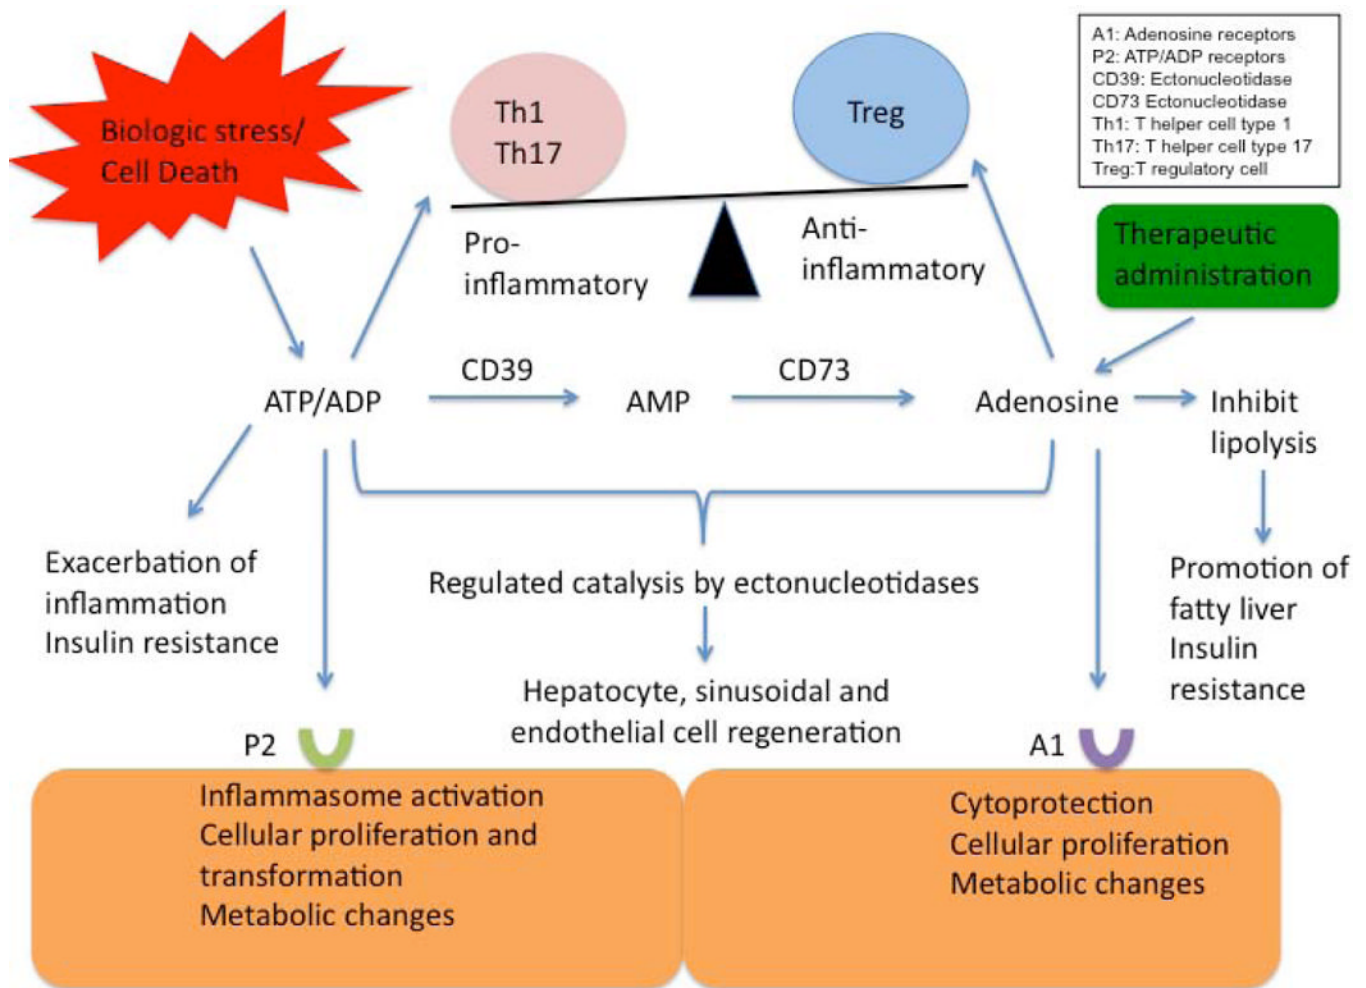 Biologic stress/
Cell Death
Th1
Th17
Treg
A1: Adenosine receptors
P2: ATP/ADP receptors
CD39: Ectonucleotidase
CD73 Ectonucleotidase
Th1: T helper cell type 1
Th17: T helper cell type 17
Treg:T regulatory cell
Pro-
inflammatory
Anti-
inflammatory
Therapeutic
administration
ATP/ADP
CD39
AMP
CD73
Adenosine
Inhibit
lipolysis
Exacerbation of
inflammation
Insulin resistance
Regulated catalysis by ectonucleotidases
Promotion of
fatty liver
Insulin
resistance
Hepatocyte, sinusoidal and
endothelial cell regeneration
P2
A1
Inflammasome activation
Cellular proliferation and
transformation
Metabolic changes
Cytoprotection
Cellular proliferation
Metabolic changes